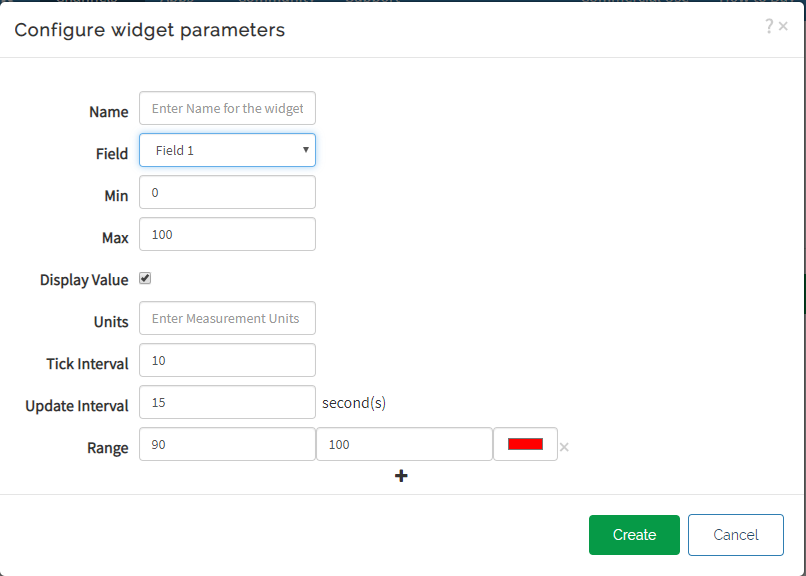 Configure widget parameters
? ×
Name Enter Name for the widget
Field Field 1
Min 0
Max 100
Display Value
Units Enter Measurement Units
Tick Interval 10
Update Interval 15 second(s)
Range 90 100 ×
+
Create Cancel